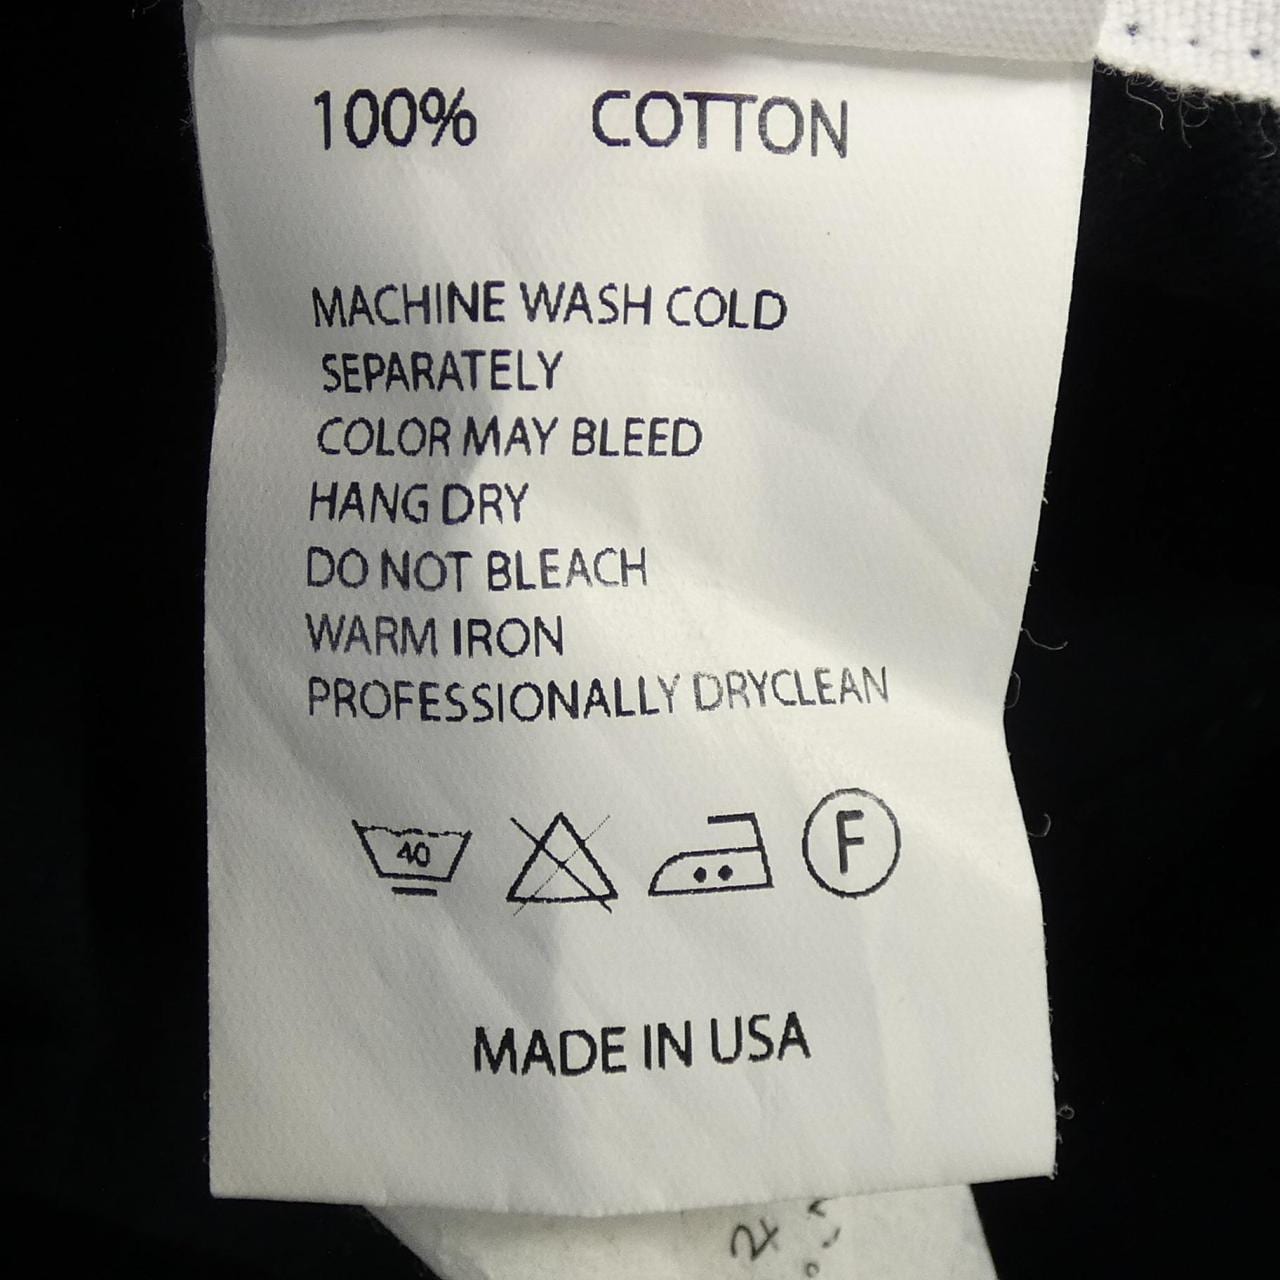 100% COTTON
MACHINE WASH COLD
SEPARATELY
COLOR MAY BLEED
HANG DRY
DO NOT BLEACH
WARM IRON
PROFESSIONALLY DRYCLEAN
40
F
MADE IN USA